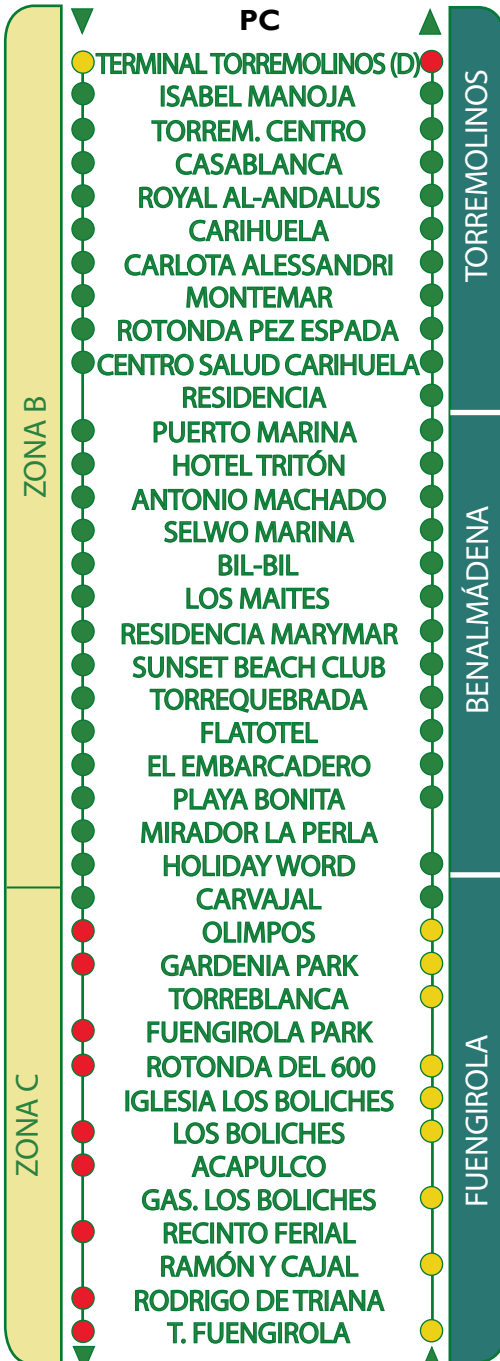 PC
TERMINAL TORREMOLINOS (D)
ISABEL MANOJA
TORREM. CENTRO
CASABLANCA
ROYAL AL-ANDALUS
CARIHUELA
CARLOTA ALESSANDRI
MONTEMAR
ROTONDA PEZ ESPADA
CENTRO SALUD CARIHUELA
RESIDENCIA
PUERTO MARINA
HOTEL TRITÓN
ANTONIO MACHADO
SELWO MARINA
BIL-BIL
LOS MAITES
RESIDENCIA MARYMAR
SUNSET BEACH CLUB
TORREQUEBRADA
FLATOTEL
EL EMBARCADERO
PLAYA BONITA
MIRADOR LA PERLA
HOLIDAY WORD
CARVAJAL
OLIMPOS
GARDENIA PARK
TORREBLANCA
FUENGIROLA PARK
ROTONDA DEL 600
IGLESIA LOS BOLICHES
LOS BOLICHES
ACAPULCO
GAS. LOS BOLICHES
RECINTO FERIAL
RAMÓN Y CAJAL
RODRIGO DE TRIANA
T. FUENGIROLA
ZONA B
ZONA C
TORREMOLINOS
BENALMÁDENA
FUENGIROLA